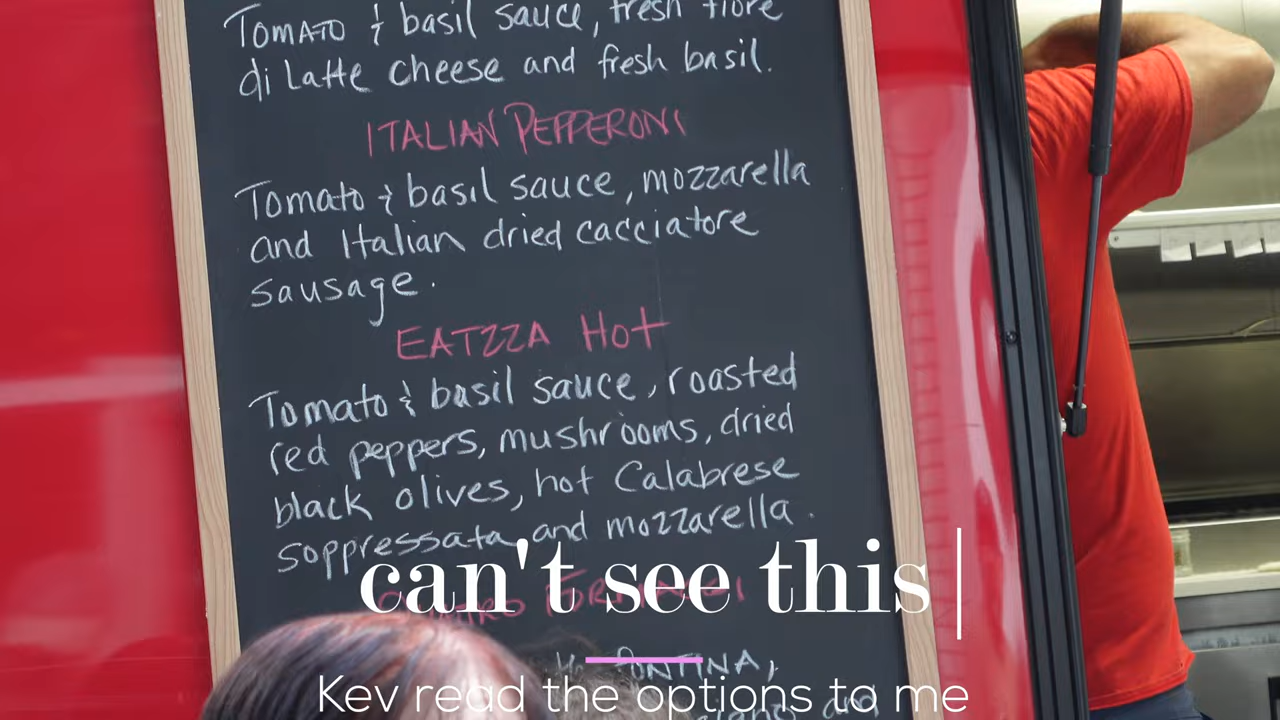 Tomato & basil sauce, fresh fiore
di Latte cheese and fresh basil.
ITALIAN PEPPERONI
Tomato & basil sauce, mozzarella
and Italian dried cacciatore
sausage.
EATZZA Hot
Tomato & basil sauce, roasted
red peppers, mushrooms, dried
black olives, hot Calabrese
soppressata and mozzarella.
can't see this
FONTINA,
Kev read the options to me
and